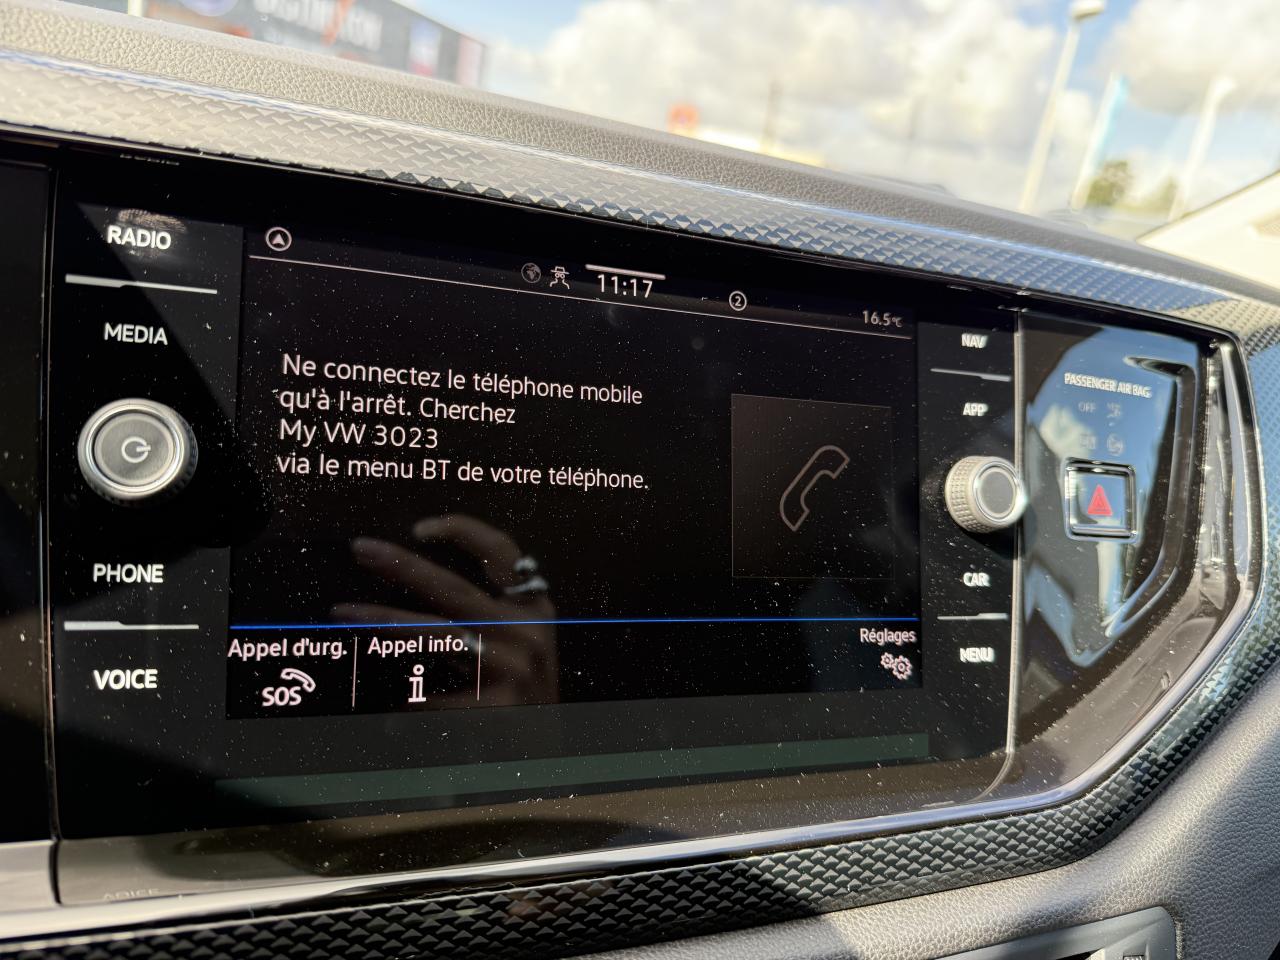 RADIO
MEDIA
PHONE
VOICE
11:17
2
16.5°C
Ne connectez le téléphone mobile
qu'à l'arrêt. Cherchez
My VW 3023
via le menu BT de votre téléphone.
Appel d'urg.
SOS
Appel info.
i
Réglages
NAV
APP
CAR
MENU
PASSENGER AIR BAG
OFF